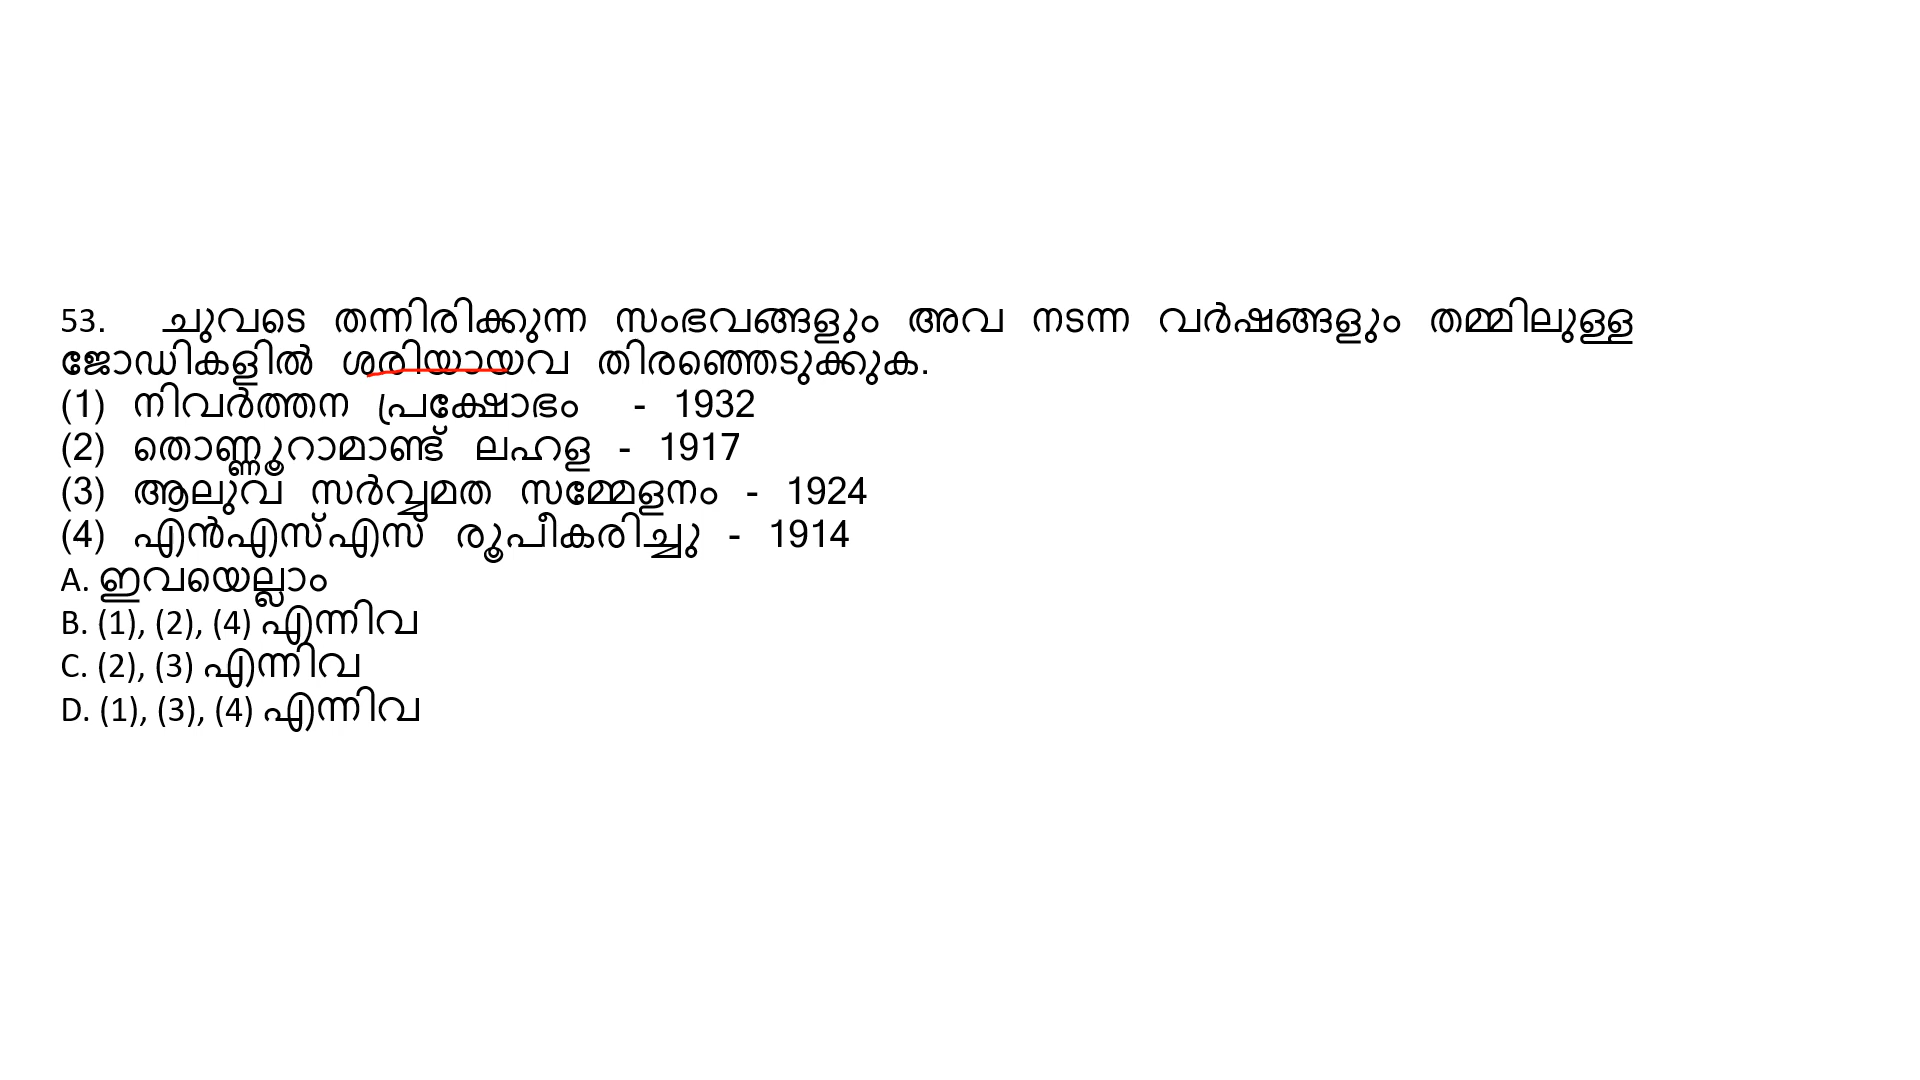 53. ചുവടെ തന്നിരിക്കുന്ന സംഭവങ്ങളും അവ നടന്ന വർഷങ്ങളും തമ്മിലുള്ള
ജോഡികളിൽ ശരിയായവ തിരഞ്ഞെടുക്കുക.
(1) നിവർത്തന പ്രക്ഷോഭം - 1932
(2) തൊണ്ണൂറാമാണ്ട് ലഹള - 1917
(3) ആലുവ സർവ്വമത സമ്മേളനം - 1924
(4) എൻഎസ്എസ് രൂപീകരിച്ചു - 1914
A. ഇവയെല്ലാം
B. (1), (2), (4) എന്നിവ
C. (2), (3) എന്നിവ
D. (1), (3), (4) എന്നിവ